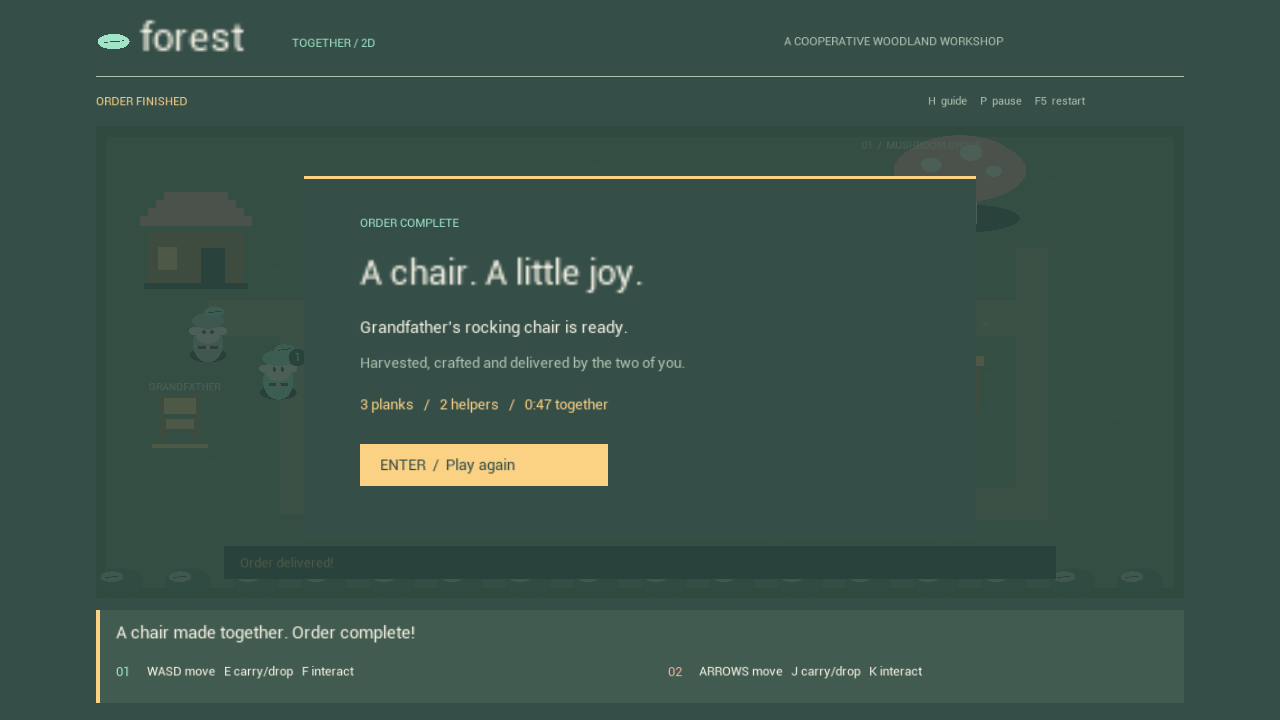 forest
TOGETHER / 2D
A COOPERATIVE WOODLAND WORKSHOP
ORDER FINISHED
H guide P pause F5 restart
01 / MUSHROOM
ORDER COMPLETE
A chair. A little joy.
Grandfather's rocking chair is ready.
Harvested, crafted and delivered by the two of you.
3 planks / 2 helpers / 0:47 together
ENTER / Play again
1
GRANDFATHER
Order delivered!
A chair made together. Order complete!
01 WASD move E carry/drop F interact
02 ARROWS move J carry/drop K interact